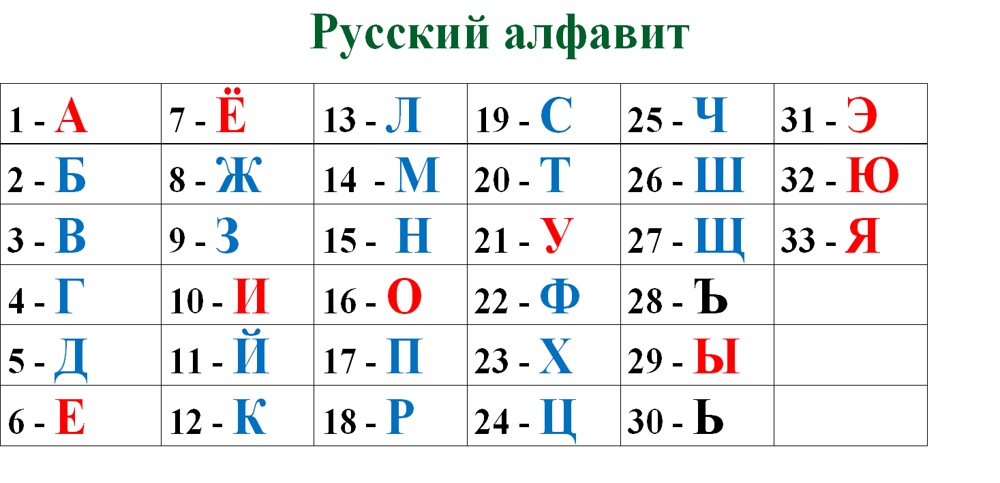 Русский алфавит
1 - А 7 - Ё 13 - Л 19 - С 25 - Ч 31 - Э
2 - Б 8 - Ж 14 - М 20 - Т 26 - Ш 32 - Ю
3 - В 9 - З 15 - Н 21 - У 27 - Щ 33 - Я
4 - Г 10 - И 16 - О 22 - Ф 28 - Ъ
5 - Д 11 - Й 17 - П 23 - Х 29 - Ы
6 - Е 12 - К 18 - Р 24 - Ц 30 - Ь